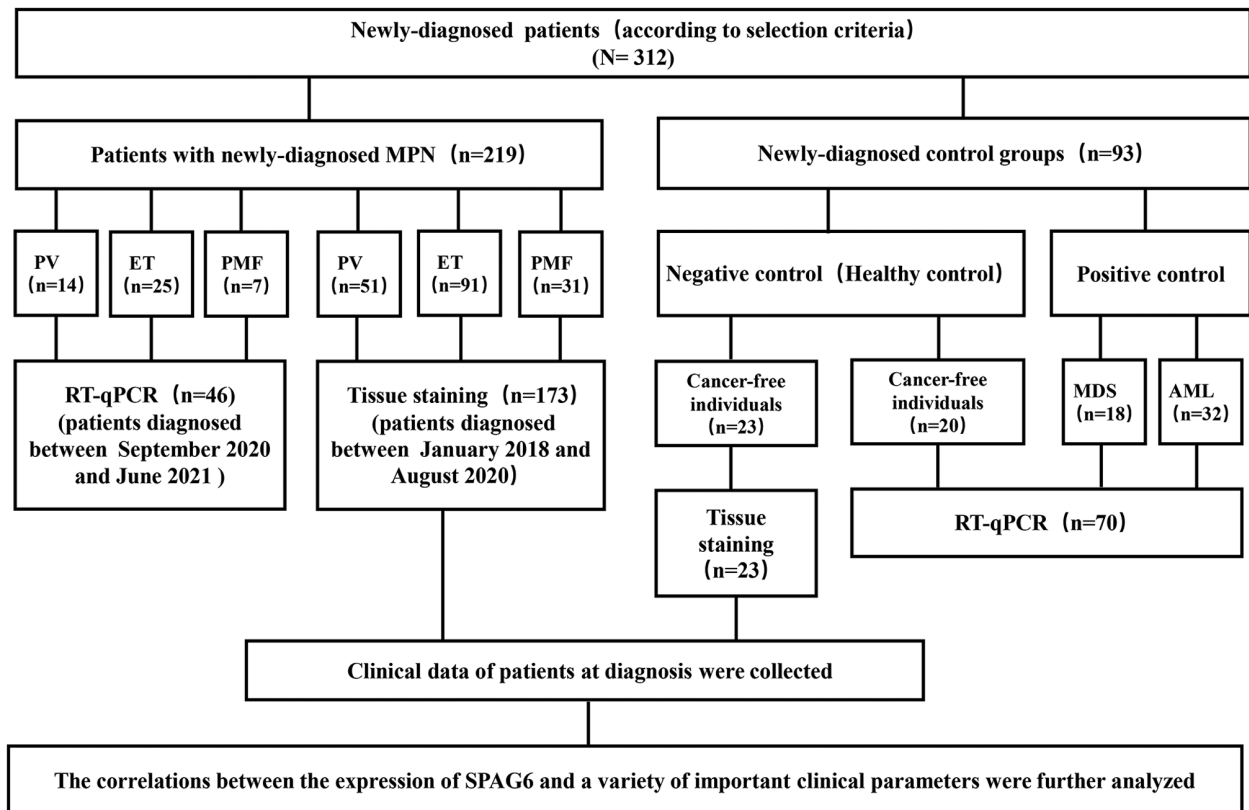 Newly-diagnosed patients（according to selection criteria）
(N= 312)
Patients with newly-diagnosed MPN（n=219）
Newly-diagnosed control groups（n=93）
PV
（n=14）
ET
（n=25）
PMF
（n=7）
PV
（n=51）
ET
（n=91）
PMF
（n=31）
Negative control（Healthy control）
Positive control
RT-qPCR（n=46）
(patients diagnosed
between September 2020
and June 2021 )
Tissue staining（n=173）
(patients diagnosed
between January 2018 and
August 2020）
Cancer-free
individuals
（n=23）
Cancer-free
individuals
（n=20）
MDS
（n=18）
AML
（n=32）
Tissue
staining
（n=23）
RT-qPCR（n=70）
Clinical data of patients at diagnosis were collected
The correlations between the expression of SPAG6 and a variety of important clinical parameters were further analyzed